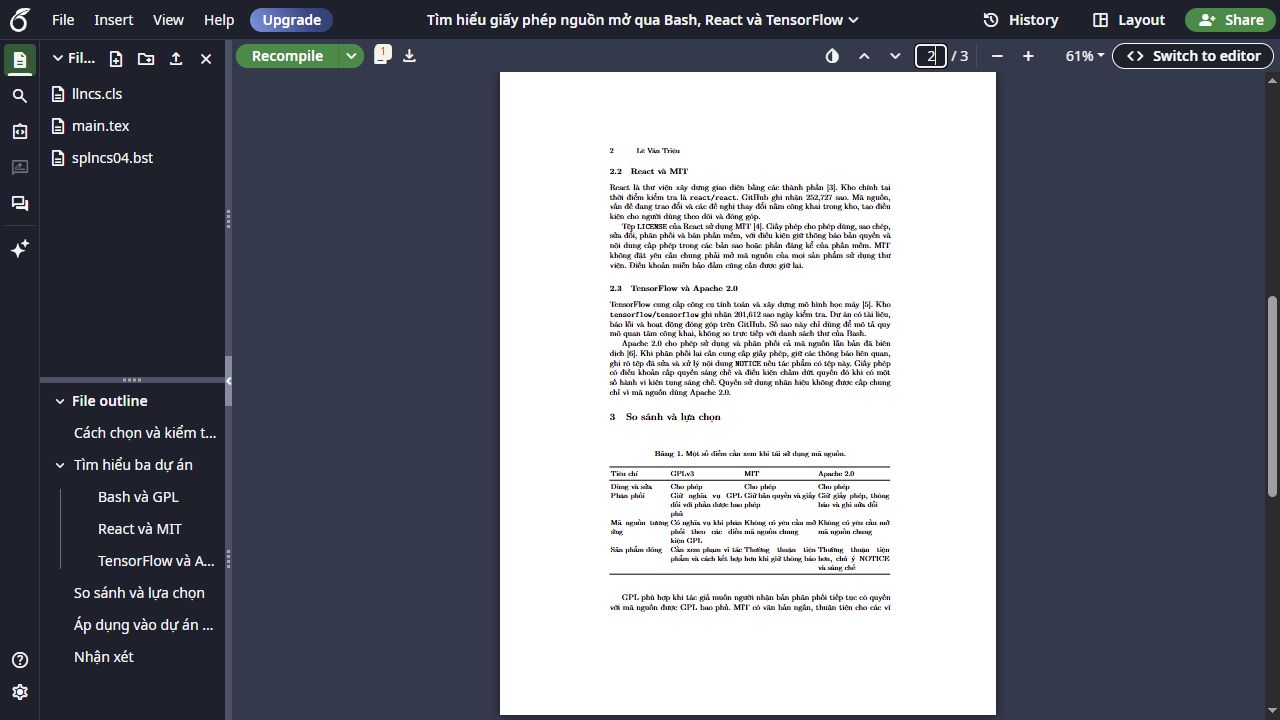 File Insert View Help Upgrade Tìm hiểu giấy phép nguồn mở qua Bash, React và TensorFlow History Layout Share
Fil... Recompile 1 2 / 3 61% Switch to editor
llncs.cls
main.tex
splncs04.bst
File outline
Cách chọn và kiểm t...
Tìm hiểu ba dự án
Bash và GPL
React và MIT
TensorFlow và A...
So sánh và lựa chọn
Áp dụng vào dự án ...
Nhận xét
2 Lê Văn Triệu
2.2 React và MIT
React là thư viện xây dựng giao diện bằng các thành phần [3]. Kho chính tại
thời điểm kiểm tra là react/react. GitHub ghi nhận 252,727 sao. Mã nguồn,
vấn đề đang trao đổi và các đề nghị thay đổi nằm công khai trong kho, tạo điều
kiện cho người dùng theo dõi và đóng góp.
Tệp LICENSE của React sử dụng MIT [4]. Giấy phép cho phép dùng, sao chép,
sửa đổi, phân phối và bán phần mềm, với điều kiện giữ thông báo bản quyền và
nội dung cấp phép trong các bản sao hoặc phần đáng kể của phần mềm. MIT
không đặt yêu cầu chung phải mở mã nguồn của mọi sản phẩm sử dụng thư
viện. Điều khoản miễn bảo đảm cũng cần được giữ lại.
2.3 TensorFlow và Apache 2.0
TensorFlow cung cấp công cụ tính toán và xây dựng mô hình học máy [5]. Kho
tensorflow/tensorflow ghi nhận 201,612 sao ngày kiểm tra. Dự án có tài liệu,
báo lỗi và hoạt động đóng góp trên GitHub. Số sao này chỉ dùng để mô tả quy
mô quan tâm công khai, không so trực tiếp với danh sách thư của Bash.
Apache 2.0 cho phép sử dụng và phân phối cả mã nguồn lẫn bản đã biên
dịch [6]. Khi phân phối lại cần cung cấp giấy phép, giữ các thông báo liên quan,
ghi rõ tệp đã sửa và xử lý nội dung NOTICE nếu tác phẩm có tệp này. Giấy phép
có điều khoản cấp quyền sáng chế và điều kiện chấm dứt quyền đó khi có một
số hành vi kiện tụng sáng chế. Quyền sử dụng nhãn hiệu không được cấp chung
chỉ vì mã nguồn dùng Apache 2.0.
3 So sánh và lựa chọn
Bảng 1. Một số điểm cần xem khi tái sử dụng mã nguồn.
Tiêu chí GPLv3 MIT Apache 2.0
Dùng và sửa Cho phép Cho phép Cho phép
Phân phối Giữ nghĩa vụ GPL Giữ bản quyền và giấy Giữ giấy phép, thông
đối với phần được bao phép báo và ghi sửa đổi
phủ
Mã nguồn tương Có nghĩa vụ khi phân Không có yêu cầu mở Không có yêu cầu mở
ứng phối theo các điều mã nguồn chung mã nguồn chung
kiện GPL
Sản phẩm đóng Cần xem phạm vi tác Thường thuận tiện Thường thuận tiện
phẩm và cách kết hợp hơn khi giữ thông báo hơn, chú ý NOTICE
và sáng chế
GPL phù hợp khi tác giả muốn người nhận bản phân phối tiếp tục có quyền
với mã nguồn được GPL bao phủ. MIT có văn bản ngắn, thuận tiện cho các ví